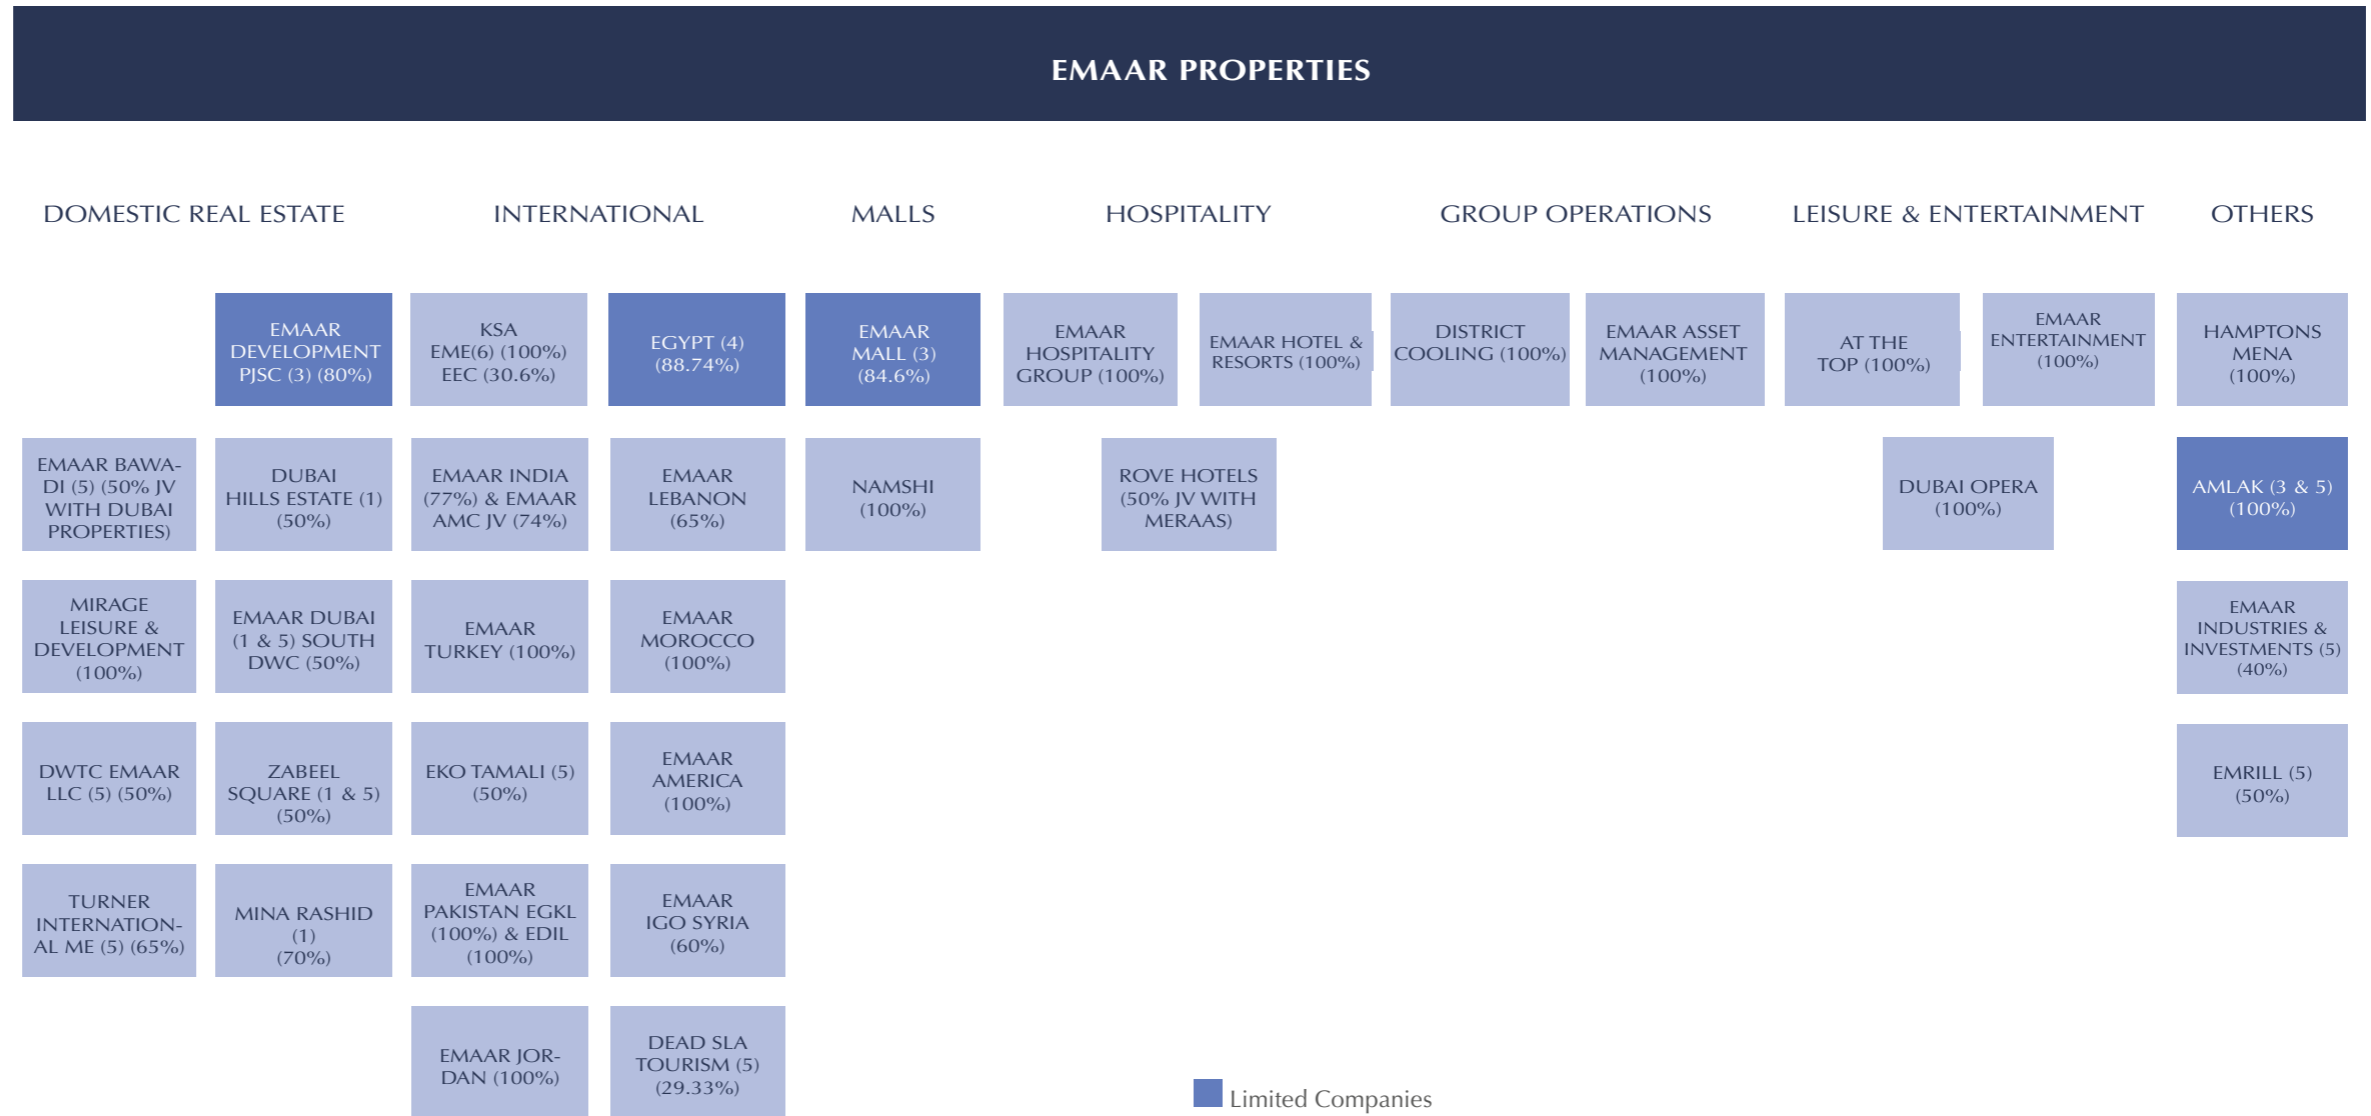 EMAAR PROPERTIES
DOMESTIC REAL ESTATE
INTERNATIONAL
MALLS
HOSPITALITY
GROUP OPERATIONS
LEISURE & ENTERTAINMENT
OTHERS
EMAAR
DEVELOPMENT
PJSC (3) (80%)
KSA
EME(6) (100%)
EEC (30.6%)
EGYPT (4)
(88.74%)
EMAAR
MALL (3)
(84.6%)
EMAAR
HOSPITALITY
GROUP (100%)
EMAAR HOTEL &
RESORTS (100%)
DISTRICT
COOLING (100%)
EMAAR ASSET
MANAGEMENT
(100%)
AT THE
TOP (100%)
EMAAR
ENTERTAINMENT
(100%)
HAMPTONS
MENA
(100%)
EMAAR BAWA-
DI (5) (50% JV
WITH DUBAI
PROPERTIES)
DUBAI
HILLS ESTATE (1)
(50%)
EMAAR INDIA
(77%) & EMAAR
AMC JV (74%)
EMAAR
LEBANON
(65%)
NAMSHI
(100%)
ROVE HOTELS
(50% JV WITH
MERAAS)
DUBAI OPERA
(100%)
AMLAK (3 & 5)
(100%)
MIRAGE
LEISURE &
DEVELOPMENT
(100%)
EMAAR DUBAI
(1 & 5) SOUTH
DWC (50%)
EMAAR
TURKEY (100%)
EMAAR
MOROCCO
(100%)
EMAAR
INDUSTRIES &
INVESTMENTS (5)
(40%)
DWTC EMAAR
LLC (5) (50%)
ZABEEL
SQUARE (1 & 5)
(50%)
EKO TAMALI (5)
(50%)
EMAAR
AMERICA
(100%)
EMRILL (5)
(50%)
TURNER
INTERNATION-
AL ME (5) (65%)
MINA RASHID
(1)
(70%)
EMAAR
PAKISTAN EGKL
(100%) & EDIL
(100%)
EMAAR
IGO SYRIA
(60%)
EMAAR JOR-
DAN (100%)
DEAD SLA
TOURISM (5)
(29.33%)
Limited Companies